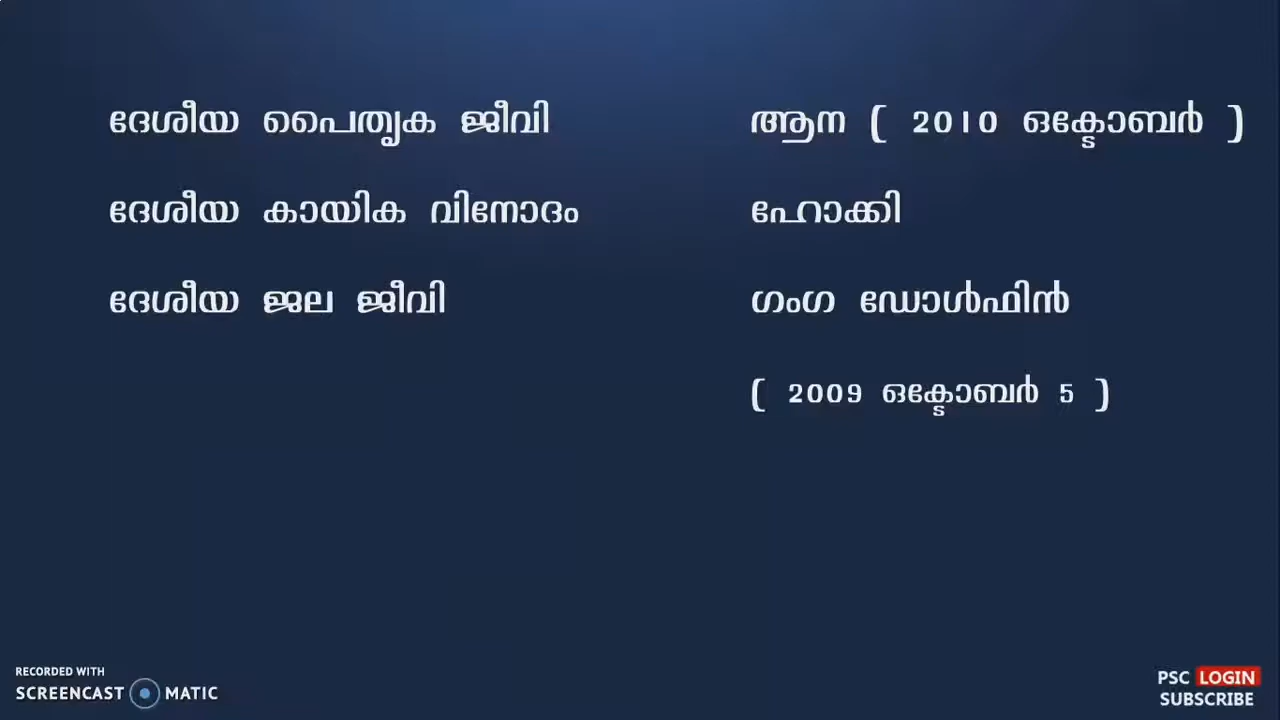 ദേശീയ പൈതൃക ജീവി ആന ( 2010 ഒക്ടോബർ )
ദേശീയ കായിക വിനോദം ഹോക്കി
ദേശീയ ജല ജീവി ഗംഗ ഡോൾഫിൻ
( 2009 ഒക്ടോബർ 5 )
RECORDED WITH
SCREENCAST MATIC
PSC LOGIN
SUBSCRIBE